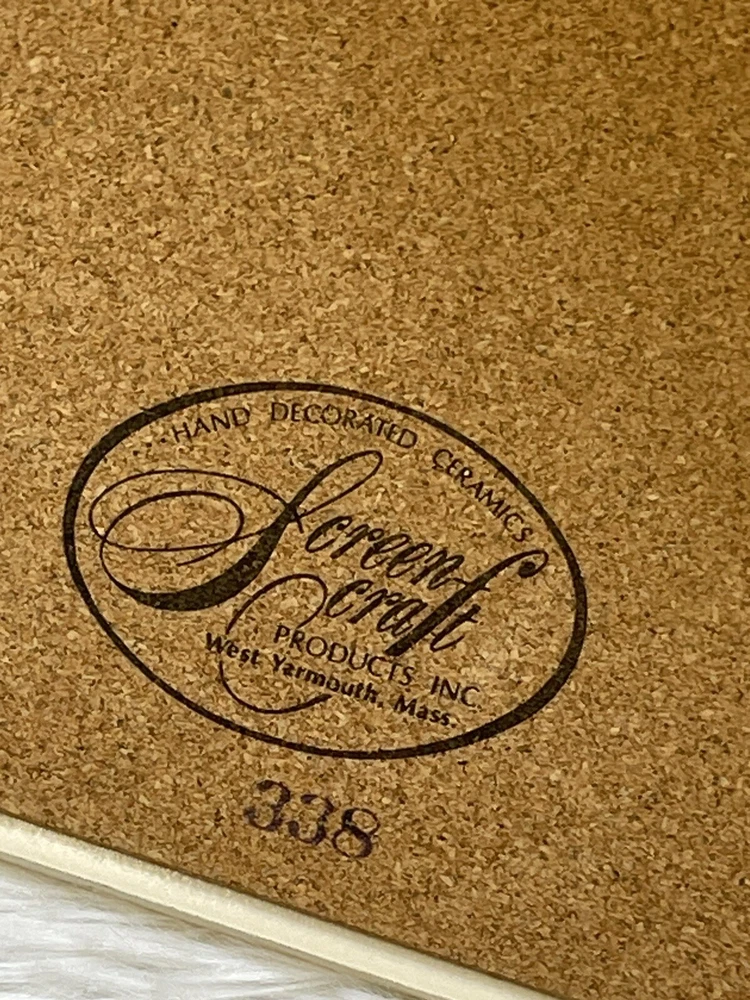 HAND DECORATED CERAMICS
Screen
craft
PRODUCTS INC.
West Yarmouth, Mass.
338